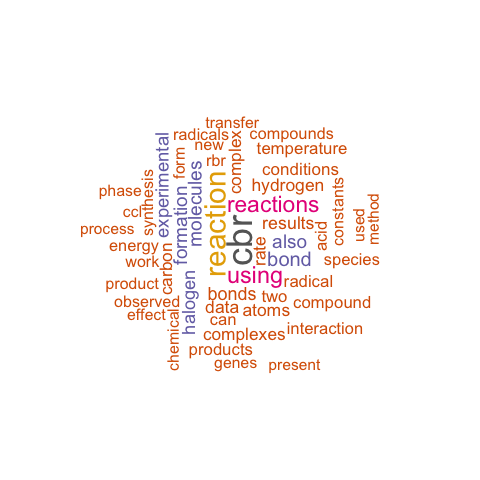 transfer
radicals
compounds
new
temperature
experimental
form
rbr
complex
conditions
molecules
hydrogen
phase
synthesis
constants
reactions
used
method
ccl
formation
reaction
cbr
results
acid
process
also
rate
energy
bond
species
work
carbon
using
radical
product
halogen
bonds
two
observed
data
atoms
compound
effect
can
interaction
chemical
complexes
products
genes
present